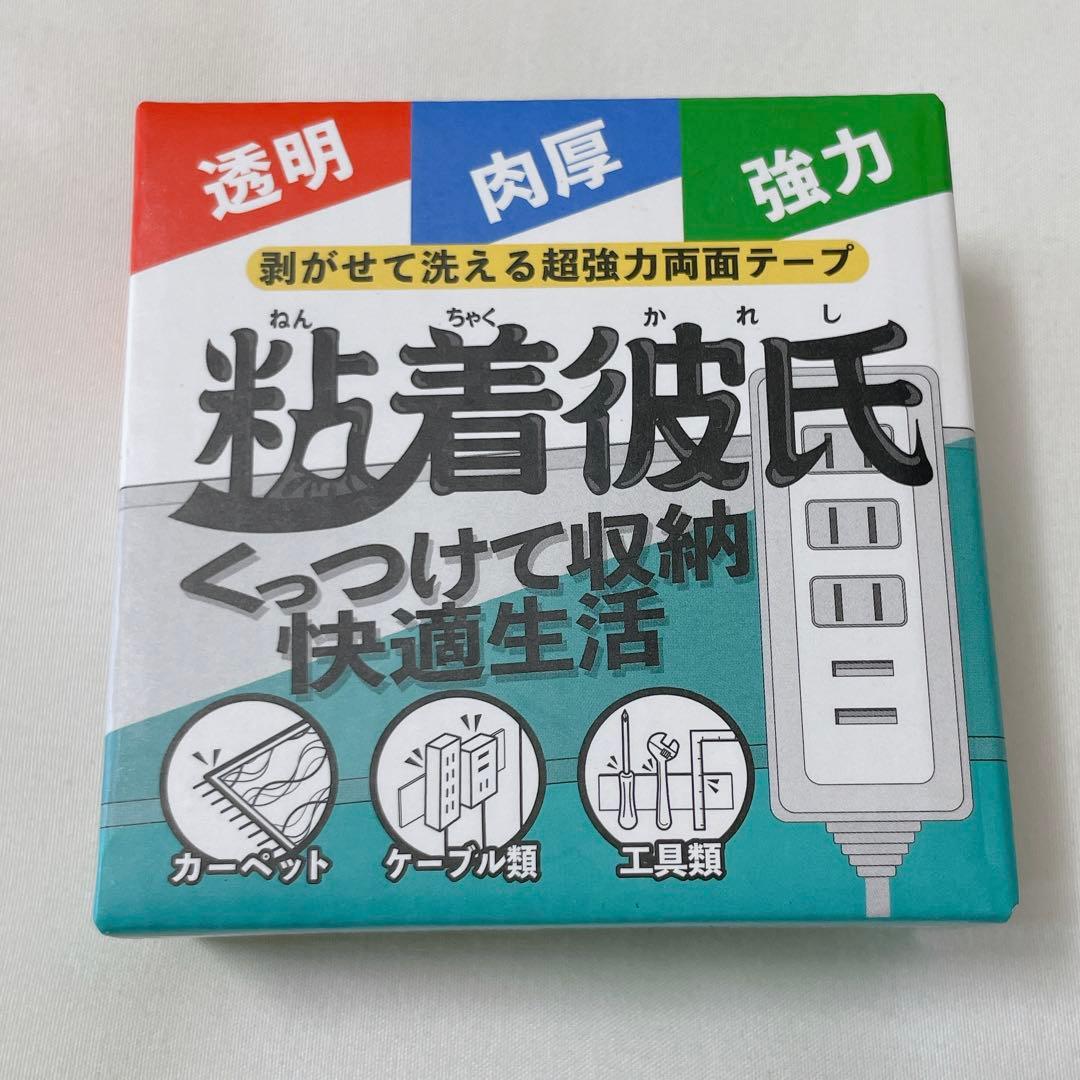 透明 肉厚 強力
剥がせて洗える超強力両面テープ
ねん ちゃく か れ し
粘着彼氏
くっつけて収納
快適生活
カーペット ケーブル類 工具類